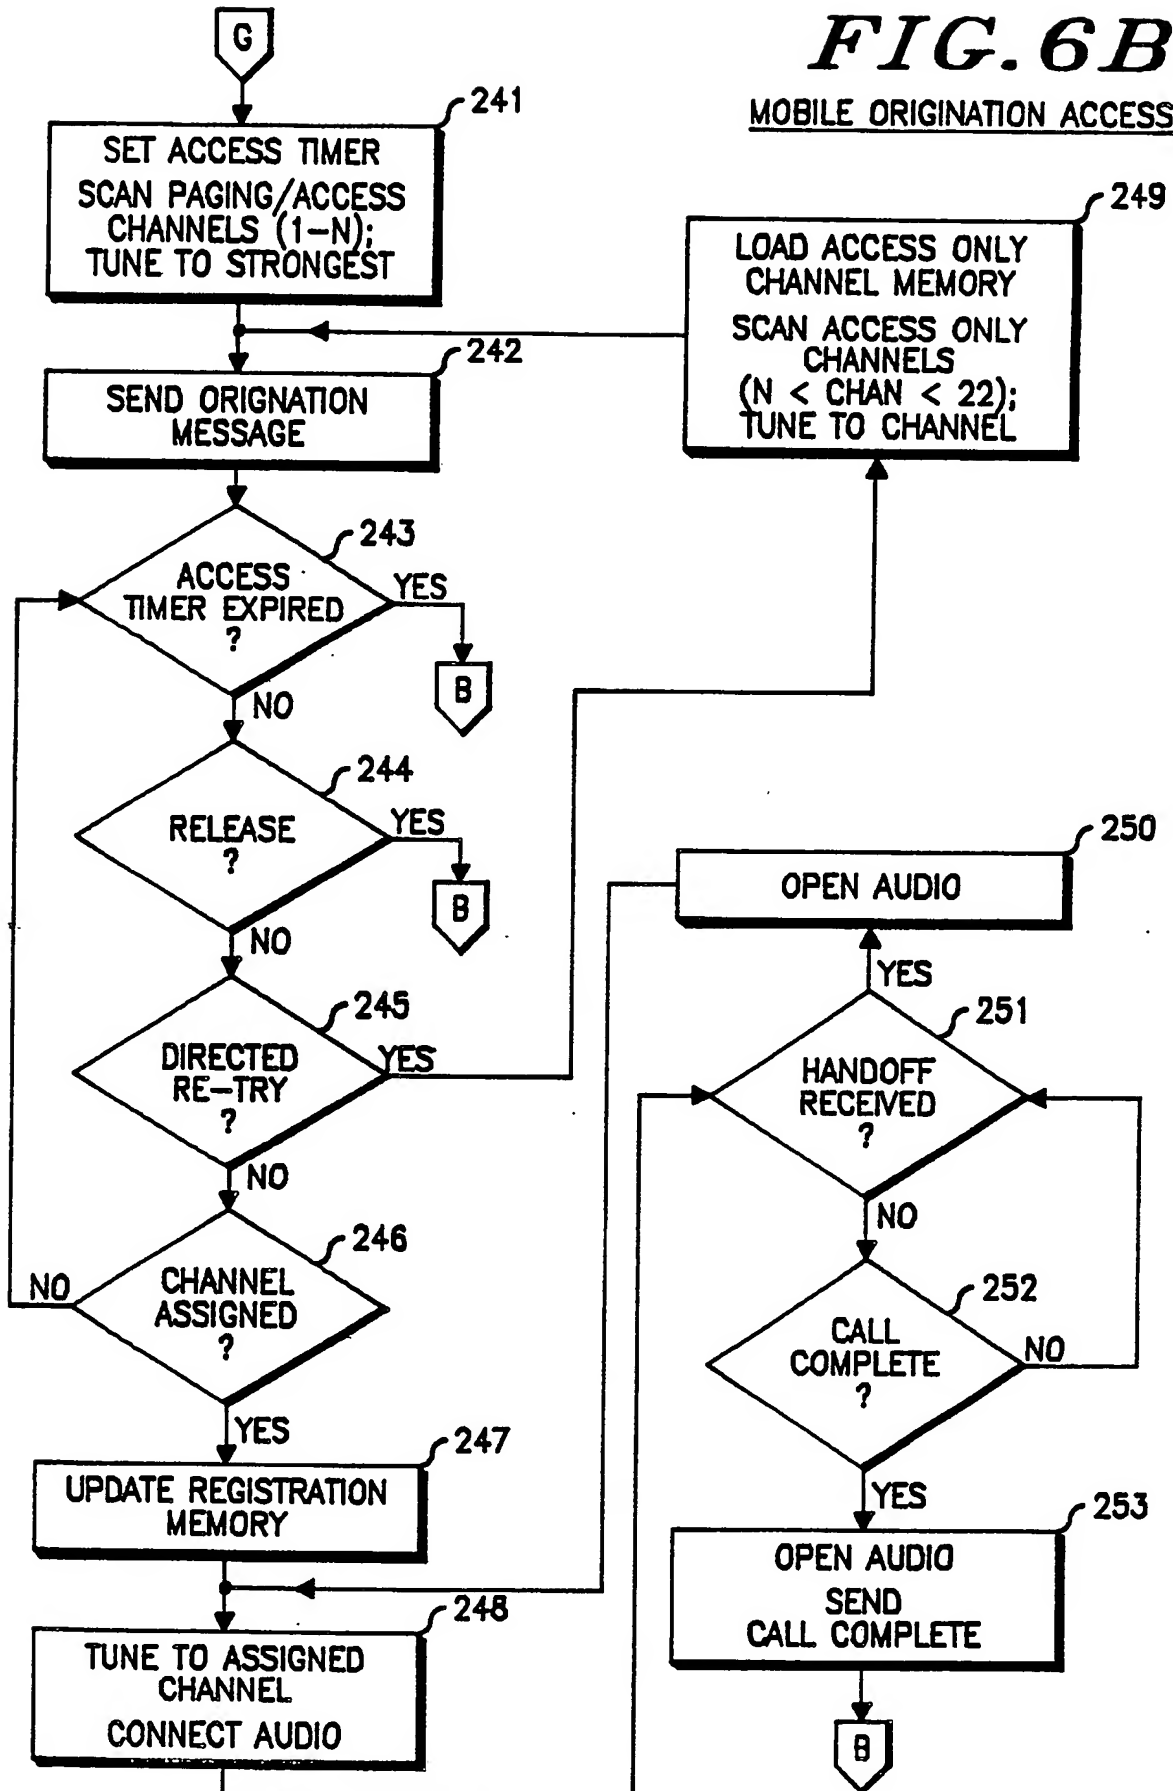 G
FIG. 6B
MOBILE ORIGINATION ACCESS
241
SET ACCESS TIMER
SCAN PAGING/ACCESS
CHANNELS (1-N);
TUNE TO STRONGEST
249
LOAD ACCESS ONLY
CHANNEL MEMORY
SCAN ACCESS ONLY
CHANNELS
(N < CHAN < 22);
TUNE TO CHANNEL
242
SEND ORIGNATION
MESSAGE
243
ACCESS
TIMER EXPIRED
?
YES
B
NO
244
RELEASE
?
YES
B
NO
245
DIRECTED
RE-TRY
?
YES
NO
246
CHANNEL
ASSIGNED
?
NO
YES
247
UPDATE REGISTRATION
MEMORY
248
TUNE TO ASSIGNED
CHANNEL
CONNECT AUDIO
250
OPEN AUDIO
YES
251
HANDOFF
RECEIVED
?
NO
252
CALL
COMPLETE
?
NO
YES
253
OPEN AUDIO
SEND
CALL COMPLETE
B